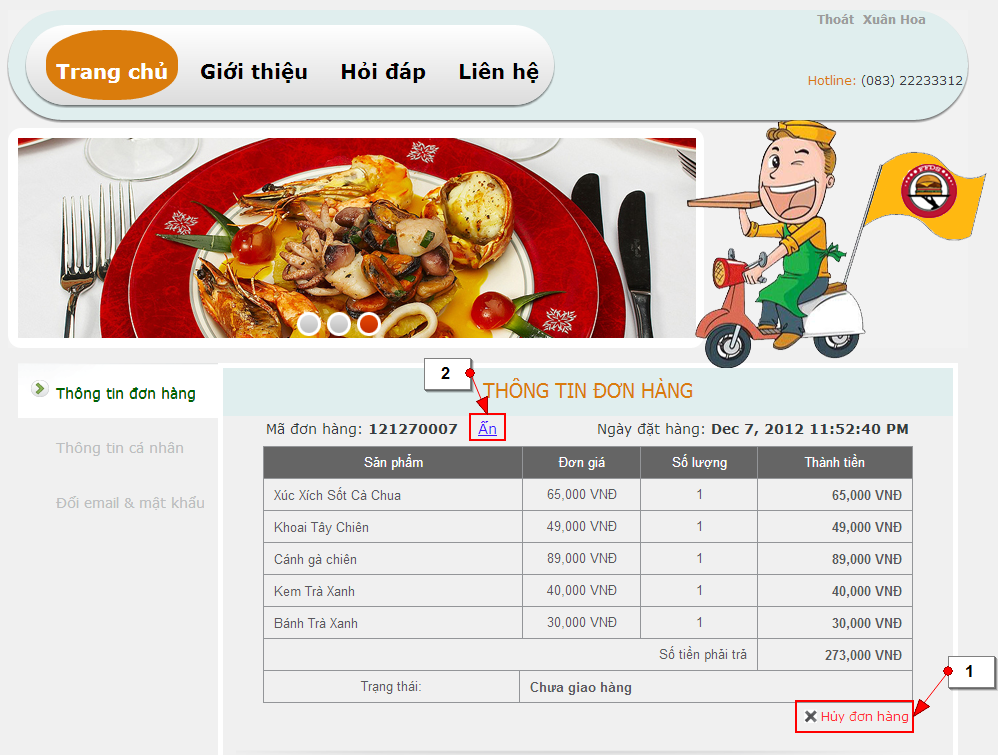 Thoát Xuân Hoa
Trang chủ Giới thiệu Hỏi đáp Liên hệ
Hotline: (083) 22233312
FFDS
2
Thông tin đơn hàng
Thông tin cá nhân
Đổi email & mật khẩu
THÔNG TIN ĐƠN HÀNG
Mã đơn hàng: 121270007 Ẩn Ngày đặt hàng: Dec 7, 2012 11:52:40 PM
Sản phẩm Đơn giá Số lượng Thành tiền
Xúc Xích Sốt Cà Chua 65,000 VNĐ 1 65,000 VNĐ
Khoai Tây Chiên 49,000 VNĐ 1 49,000 VNĐ
Cánh gà chiên 89,000 VNĐ 1 89,000 VNĐ
Kem Trà Xanh 40,000 VNĐ 1 40,000 VNĐ
Bánh Trà Xanh 30,000 VNĐ 1 30,000 VNĐ
Số tiền phải trả 273,000 VNĐ
Trạng thái: Chưa giao hàng
1
Hủy đơn hàng